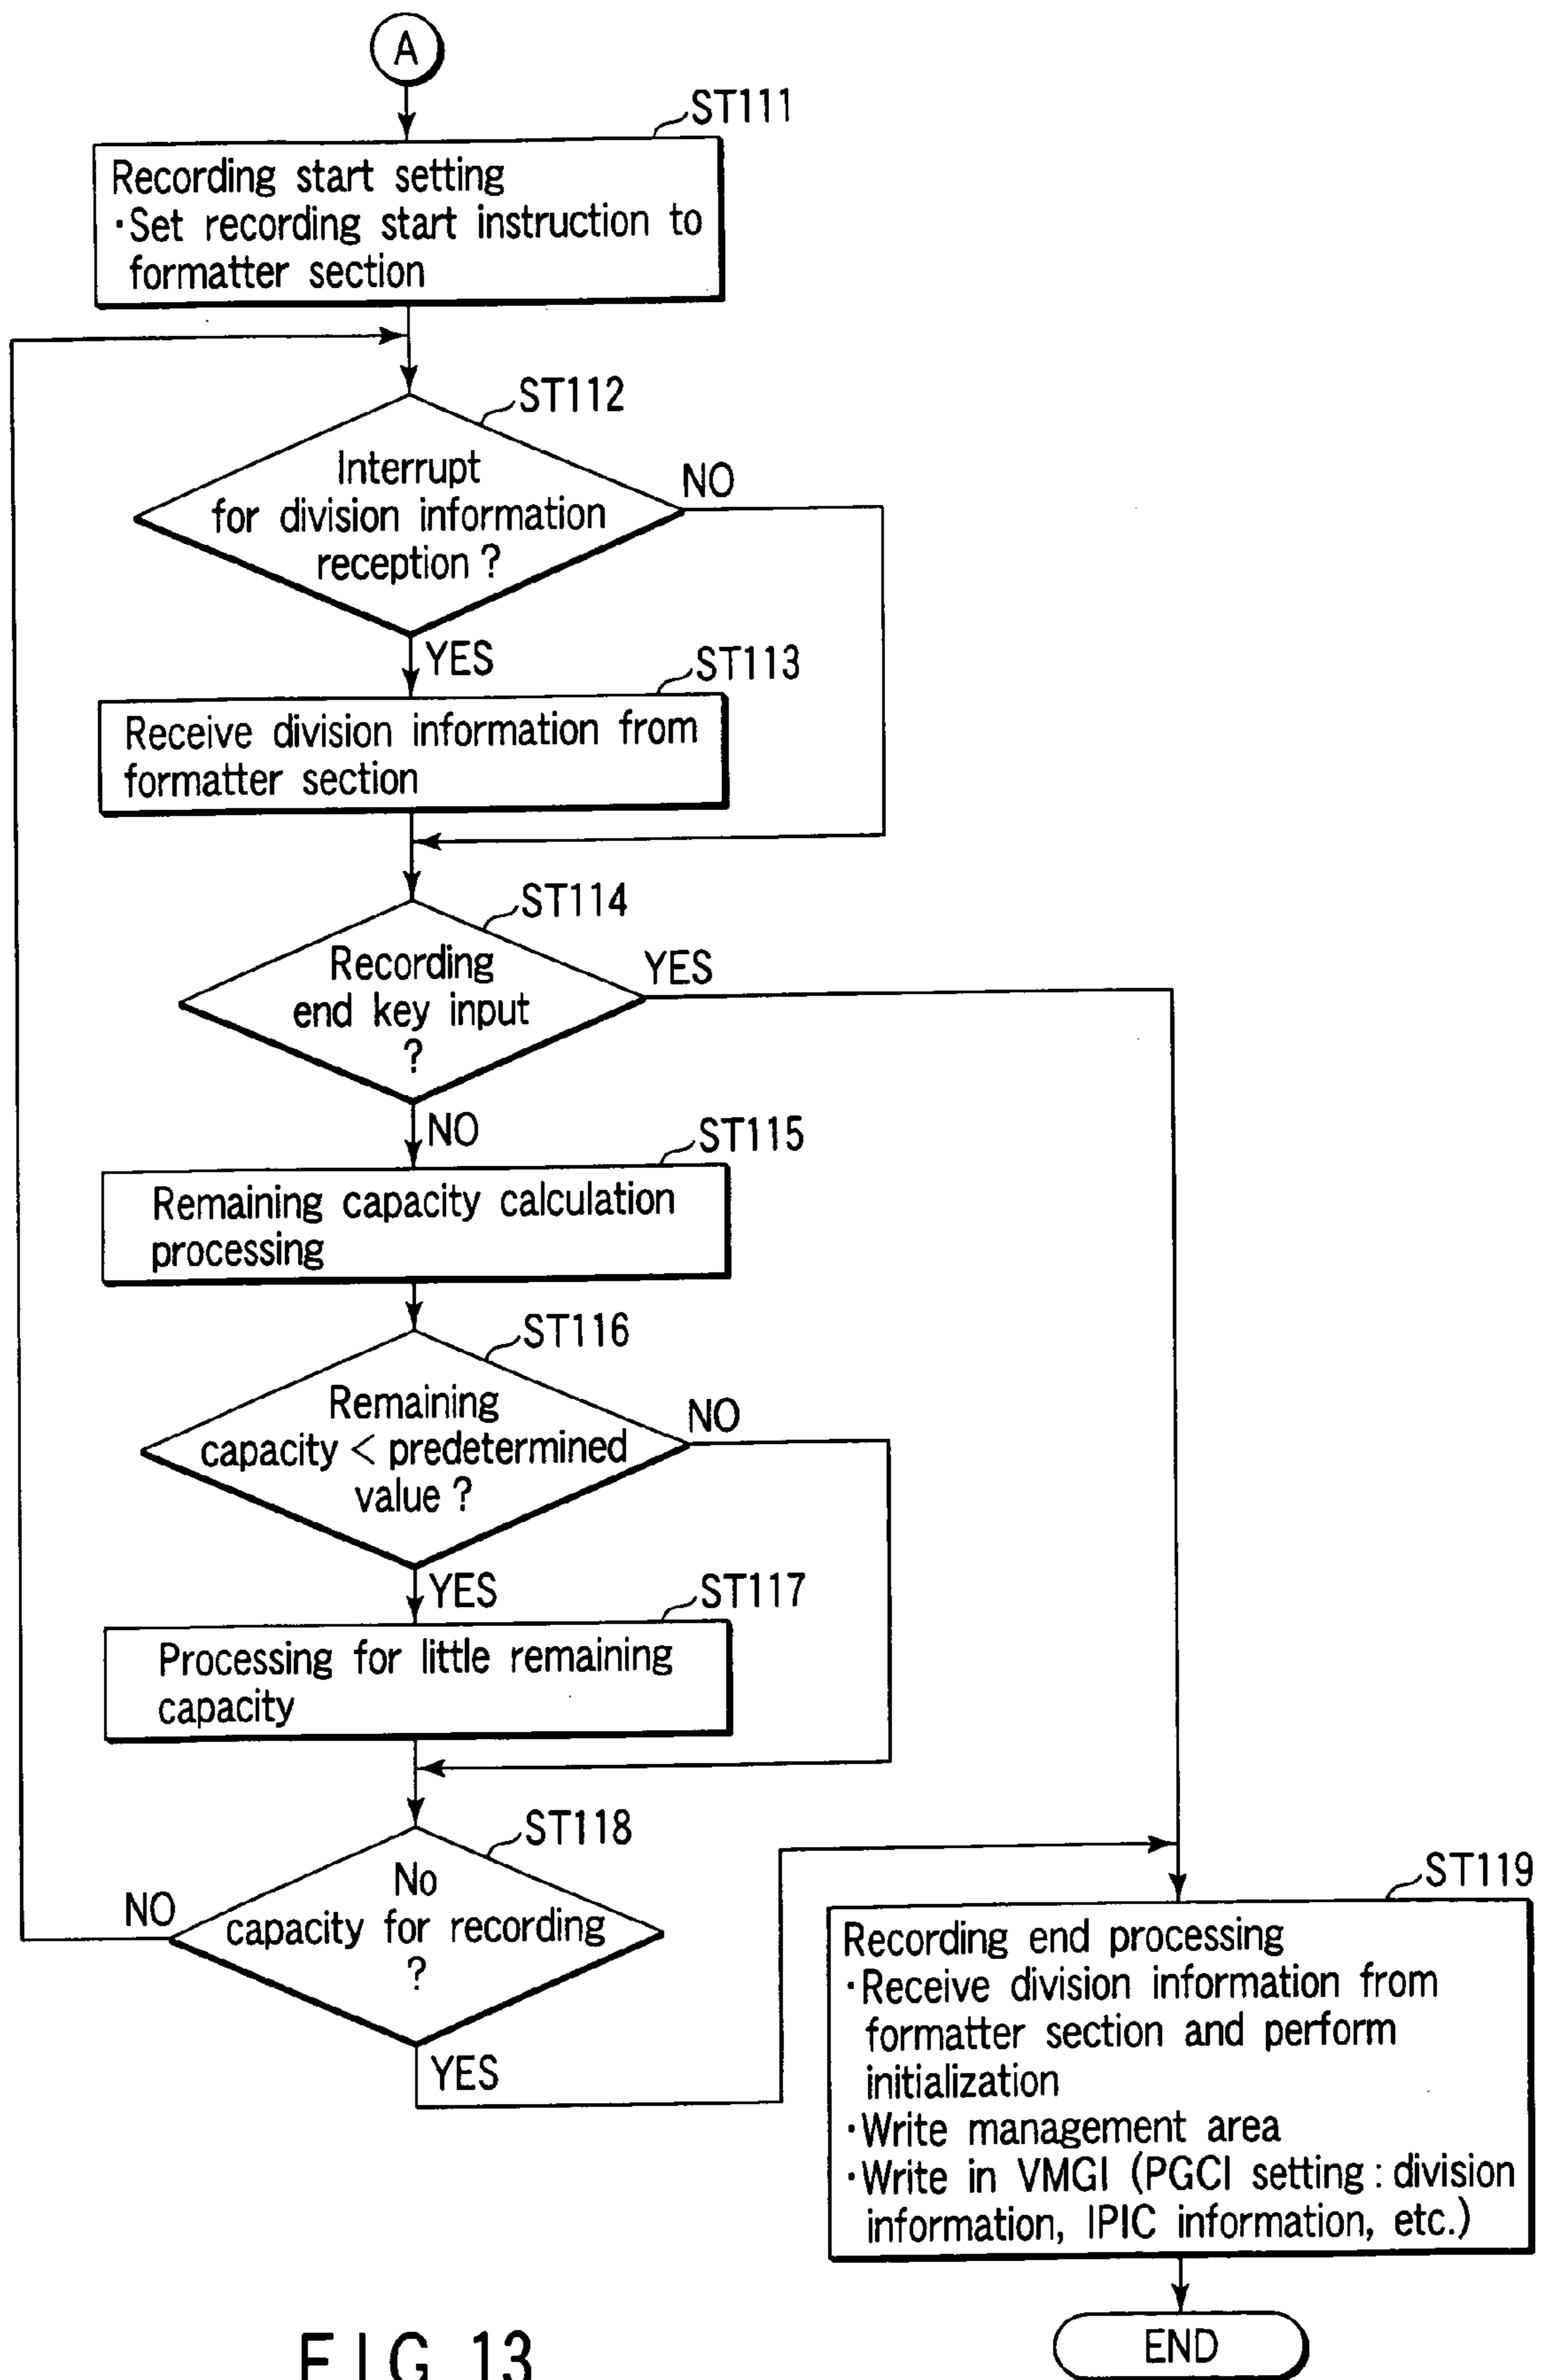 A
ST111
Recording start setting
·Set recording start instruction to
formatter section
ST112
Interrupt
for division information
reception ?
NO
YES
ST113
Receive division information from
formatter section
ST114
Recording
end key input
?
YES
NO
ST115
Remaining capacity calculation
processing
ST116
Remaining
capacity < predetermined
value ?
NO
YES
ST117
Processing for little remaining
capacity
ST118
No
capacity for recording
?
NO
YES
ST119
Recording end processing
·Receive division information from
formatter section and perform
initialization
·Write management area
·Write in VMGI (PGCI setting : division
information, IPIC information, etc.)
END
FIG. 13